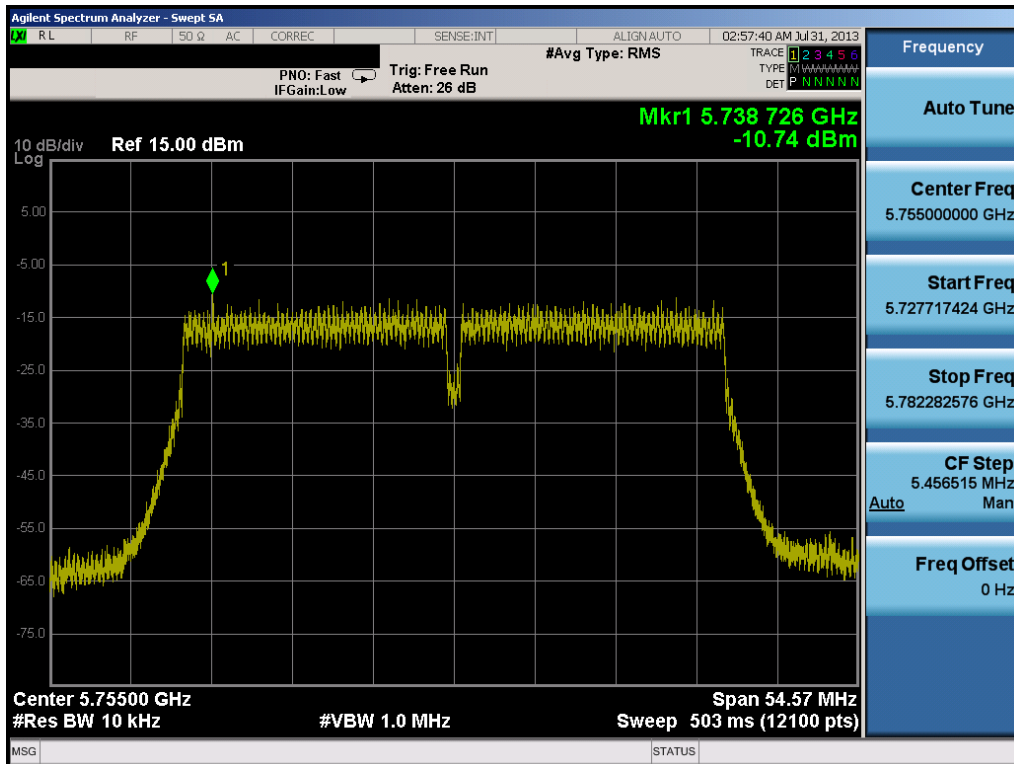 Agilent Spectrum Analyzer - Swept SA
LXI RL RF 50 Ω AC CORREC SENSE:INT ALIGN AUTO 02:57:40 AM Jul 31, 2013
#Avg Type: RMS
TRACE 1 2 3 4 5 6
TYPE M W W W W W
DET P N N N N N
PNO: Fast
IFGain:Low
Trig: Free Run
Atten: 26 dB
Mkr1 5.738 726 GHz
-10.74 dBm
10 dB/div
Log
Ref 15.00 dBm
5.00
-5.00
-15.0
-25.0
-35.0
-45.0
-55.0
-65.0
-75.0
1
Center 5.75500 GHz
Span 54.57 MHz
#Res BW 10 kHz
#VBW 1.0 MHz
Sweep 503 ms (12100 pts)
MSG
STATUS
Frequency
Auto Tune
Center Freq
5.755000000 GHz
Start Freq
5.727717424 GHz
Stop Freq
5.782282576 GHz
CF Step
5.456515 MHz
Auto Man
Freq Offset
0 Hz